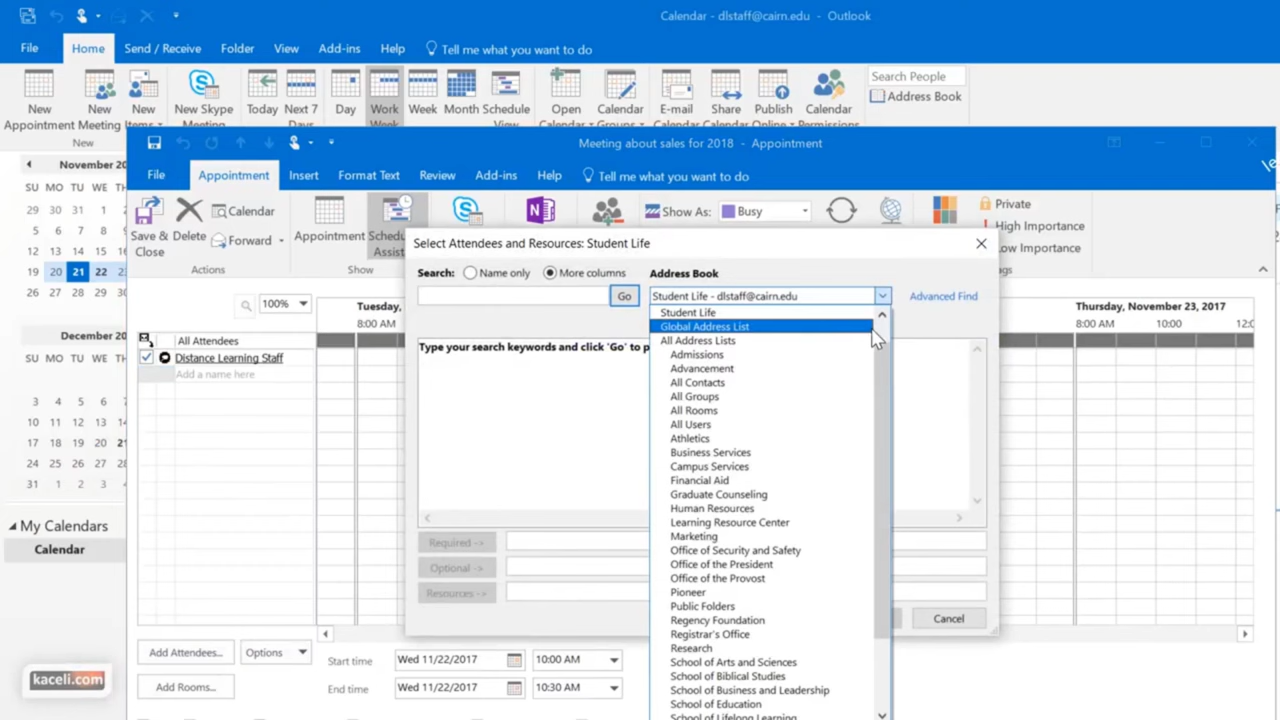 Calendar - dlstaff@cairn.edu - Outlook
File Home Send / Receive Folder View Add-ins Help Tell me what you want to do
New Appointment
New Meeting
New Items
New Skype Meeting
Today
Next 7 Days
Day
Work Week
Week
Month
Schedule View
Open Calendar
Calendar Groups
E-mail Calendar
Share Calendar
Publish Online
Calendar Permissions
Search People
Address Book
New
November 20
SU MO TU WE TH
29 30 31 1 2
5 6 7 8 9
12 13 14 15 16
19 20 21 22 23
26 27 28 29 30
December 20
SU MO TU WE TH
3 4 5 6 7
10 11 12 13 14
17 18 19 20 21
24 25 26 27 28
31 1 2 3 4
My Calendars
Calendar
Meeting about sales for 2018 - Appointment
File Appointment Insert Format Text Review Add-ins Help Tell me what you want to do
Save & Close
Delete
Calendar
Forward
Actions
Appointment
Schedu
Assist
Show
Show As: Busy
Private
High Importance
Low Importance
ags
100%
Tuesday,
8:00 AM
Thursday, November 23, 2017
8:00 AM 10:00 12:0
All Attendees
Distance Learning Staff
Add a name here
Select Attendees and Resources: Student Life
Search: Name only More columns Address Book
Go Student Life - dlstaff@cairn.edu Advanced Find
Type your search keywords and click 'Go' to p
Student Life
Global Address List
All Address Lists
Admissions
Advancement
All Contacts
All Groups
All Rooms
All Users
Athletics
Business Services
Campus Services
Financial Aid
Graduate Counseling
Human Resources
Learning Resource Center
Marketing
Office of Security and Safety
Office of the President
Office of the Provost
Pioneer
Public Folders
Regency Foundation
Registrar's Office
Research
School of Arts and Sciences
School of Biblical Studies
School of Business and Leadership
School of Lifelong Learning
Required ->
Optional ->
Resources ->
Cancel
Add Attendees... Options
Add Rooms...
Start time Wed 11/22/2017 10:00 AM
End time Wed 11/22/2017 10:30 AM
kaceli.com